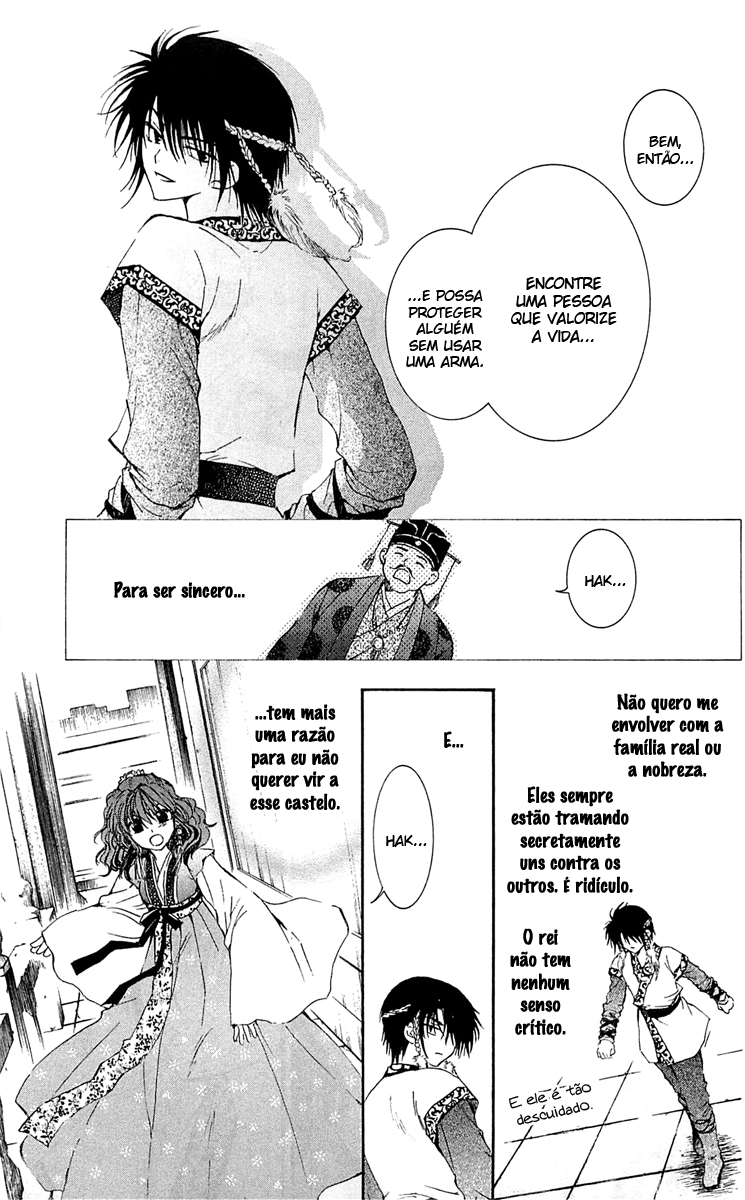 BEM,
ENTÃO...
ENCONTRE
UMA PESSOA
QUE VALORIZE
A VIDA...
...E POSSA
PROTEGER
ALGUÉM
SEM USAR
UMA ARMA.
HAK...
Para ser sincero...
Não quero me
envolver com a
família real ou
a nobreza.
Eles sempre
estão tramando
secretamente
uns contra os
outros. É ridículo.
O rei
não tem
nenhum
senso
crítico.
E ele é tão
descuidado.
E...
HAK...
...tem mais
uma razão
para eu não
querer vir a
esse castelo.